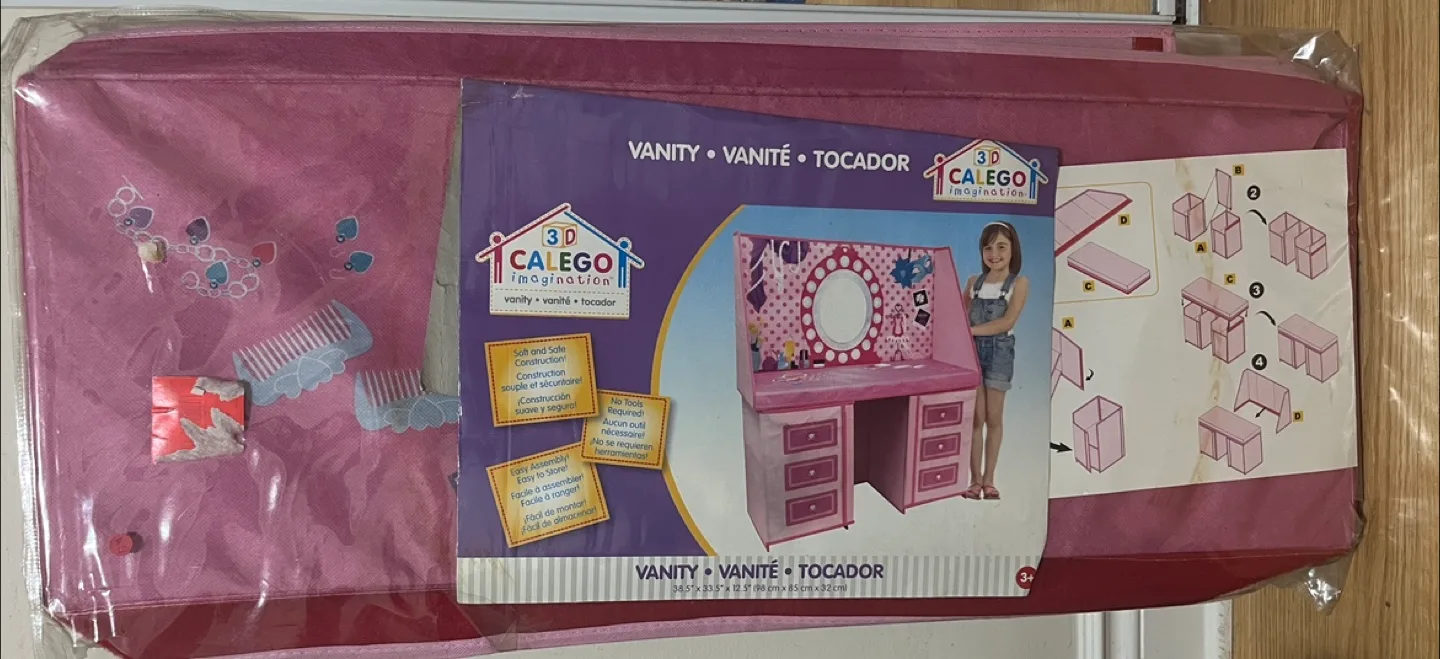 VANITY • VANITÉ • TOCADOR
3D
CALEGO
imagination
3D
CALEGO
imagination™
vanity • vanité • tocador
Soft and Safe
Construction!
Construction
souple et sécuritaire!
¡Construcción
suave y segura!
No Tools
Required!
Aucun outil
nécessaire!
¡No se requieren
herramientas!
Easy Assembly!
Easy to Store!
Facile à assembler!
Facile à ranger!
¡Fácil de montar!
¡Fácil de almacenar!
VANITY • VANITÉ • TOCADOR
38.5" x 33.5" x 12.5" (98 cm x 85 cm x 32 cm)
3+
D
C
A
B
2
A
C
3
4
D